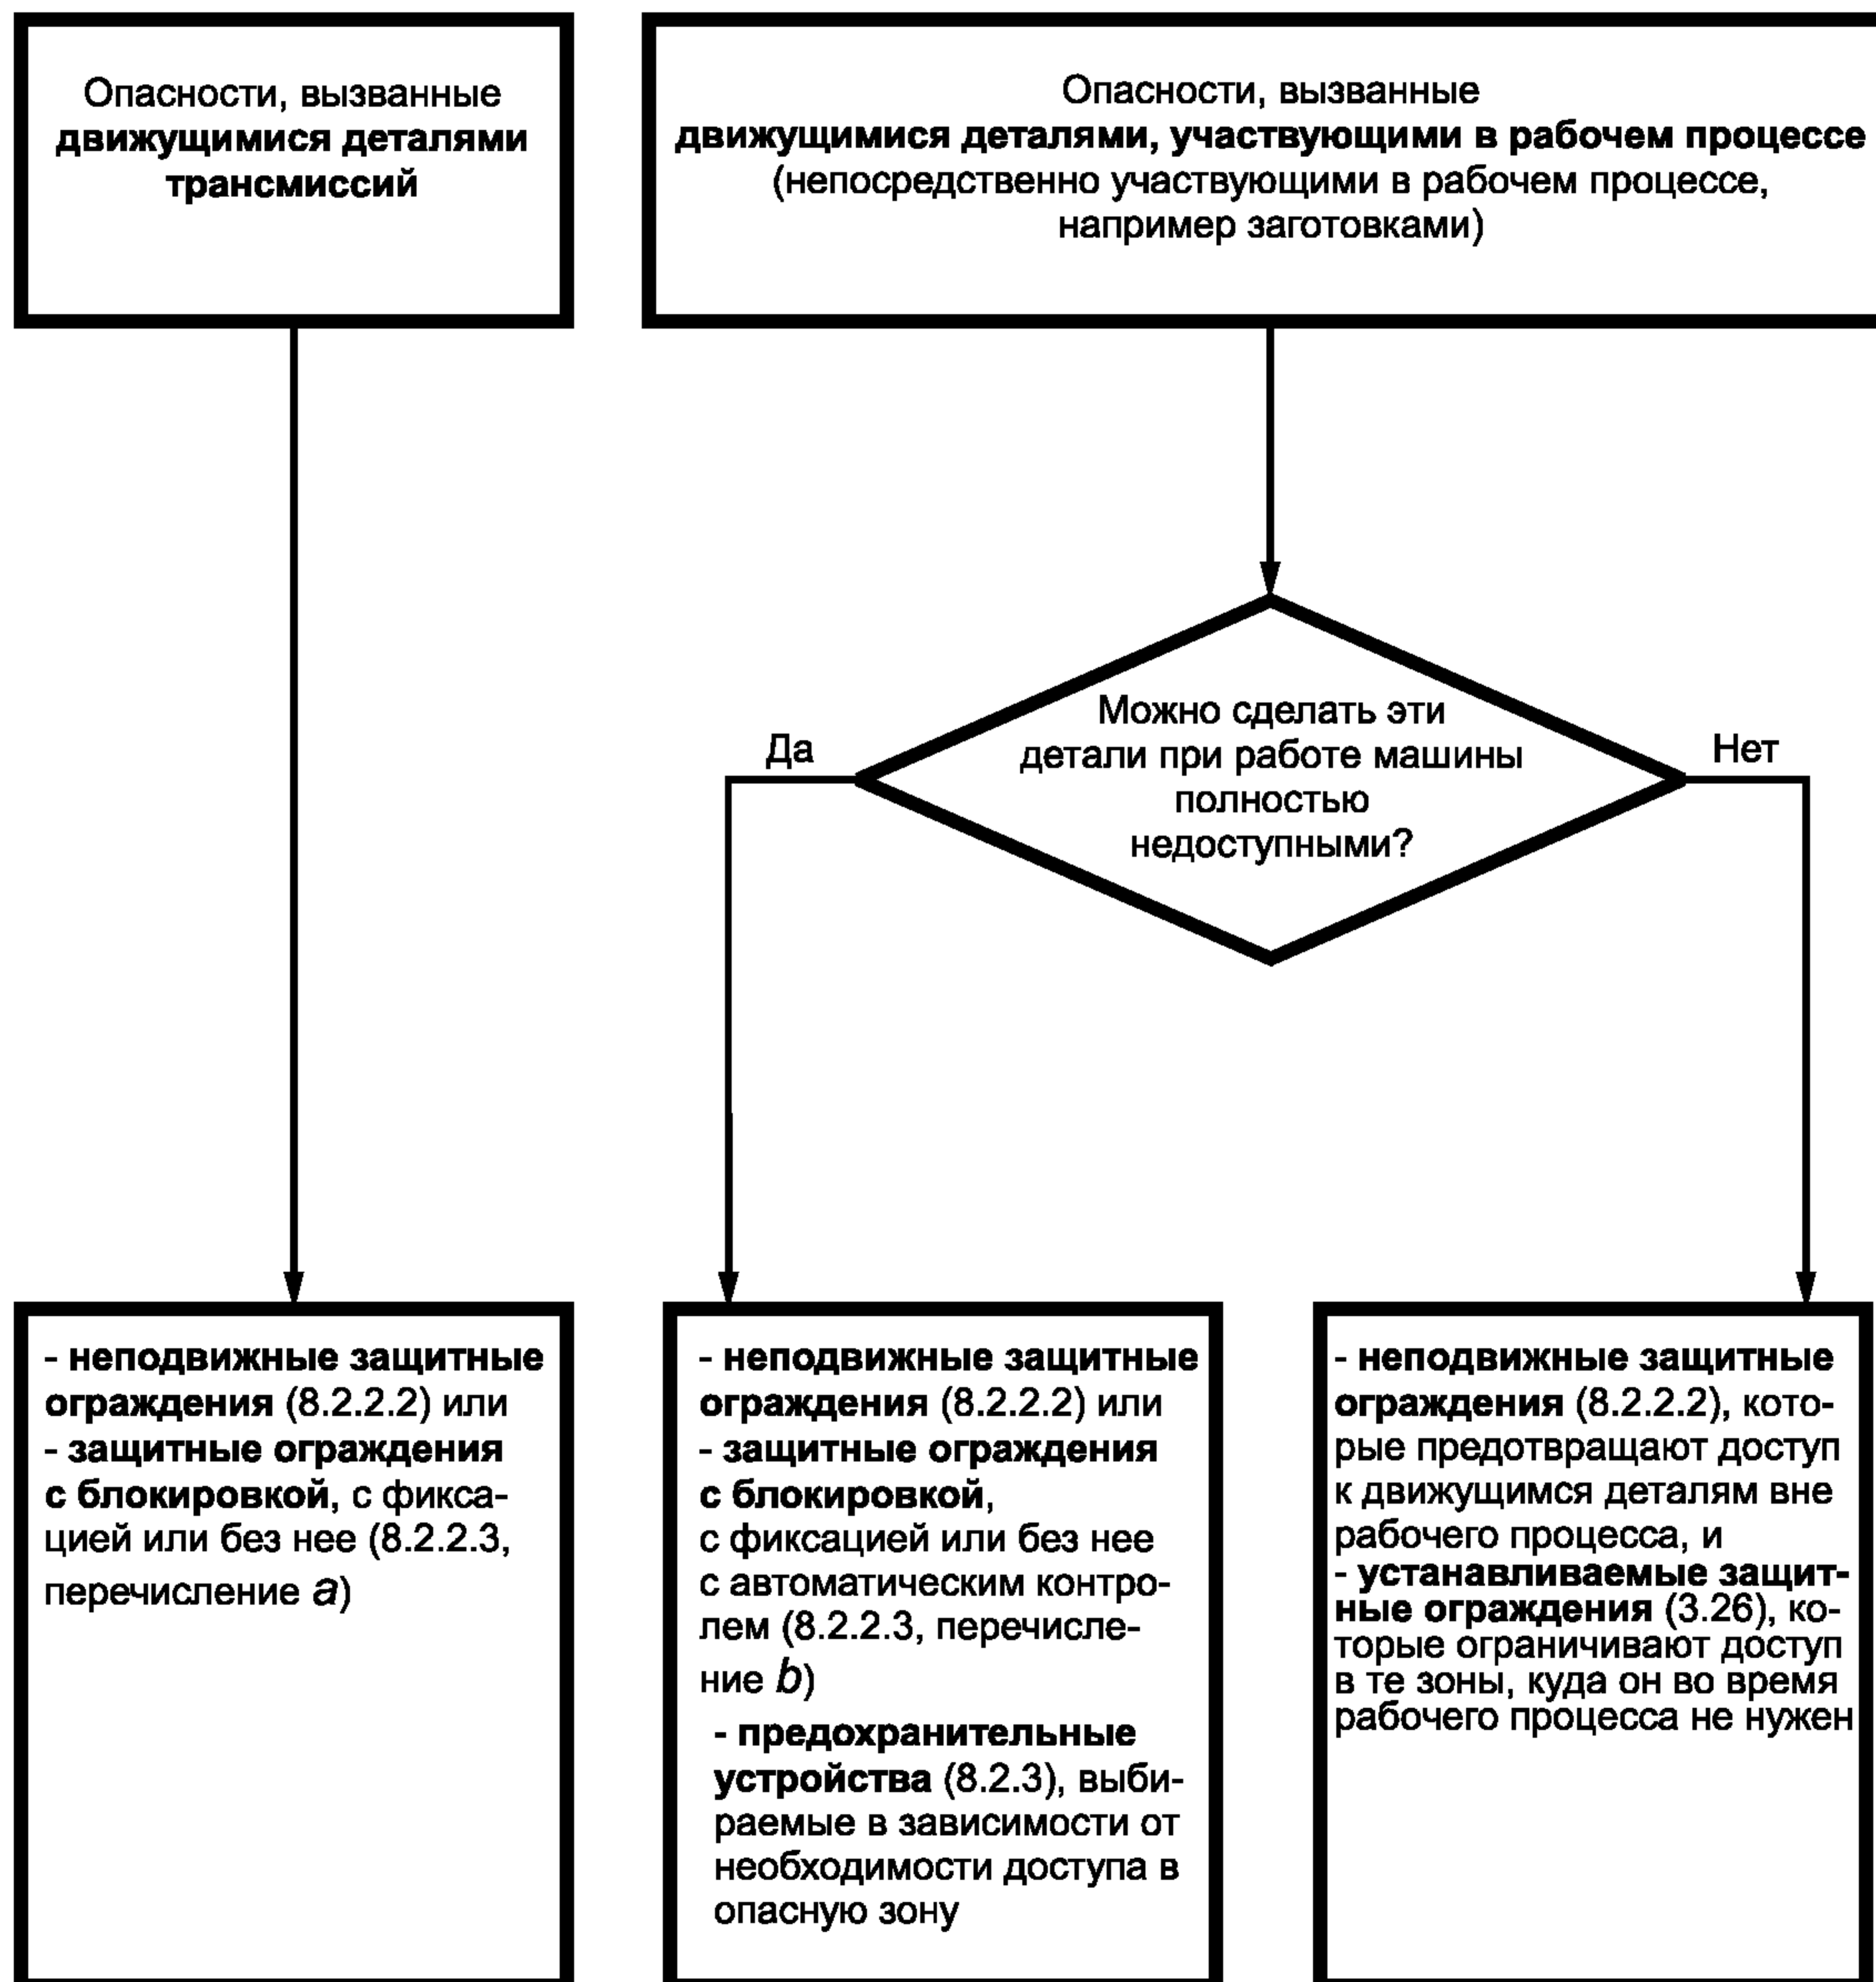 Опасности, вызванные
движущимися деталями
трансмиссий
Опасности, вызванные
движущимися деталями, участвующими в рабочем процессе
(непосредственно участвующими в рабочем процессе,
например заготовками)
Можно сделать эти
детали при работе машины
полностью
недоступными?
Да
Нет
- неподвижные защитные
ограждения (8.2.2.2) или
- защитные ограждения
с блокировкой, с фикса-
цией или без нее (8.2.2.3,
перечисление a)
- неподвижные защитные
ограждения (8.2.2.2) или
- защитные ограждения
с блокировкой,
с фиксацией или без нее
с автоматическим контро-
лем (8.2.2.3, перечисле-
ние b)
- предохранительные
устройства (8.2.3), выби-
раемые в зависимости от
необходимости доступа в
опасную зону
- неподвижные защитные
ограждения (8.2.2.2), кото-
рые предотвращают доступ
к движущимся деталям вне
рабочего процесса, и
- устанавливаемые защит-
ные ограждения (3.26), ко-
торые ограничивают доступ
в те зоны, куда он во время
рабочего процесса не нужен